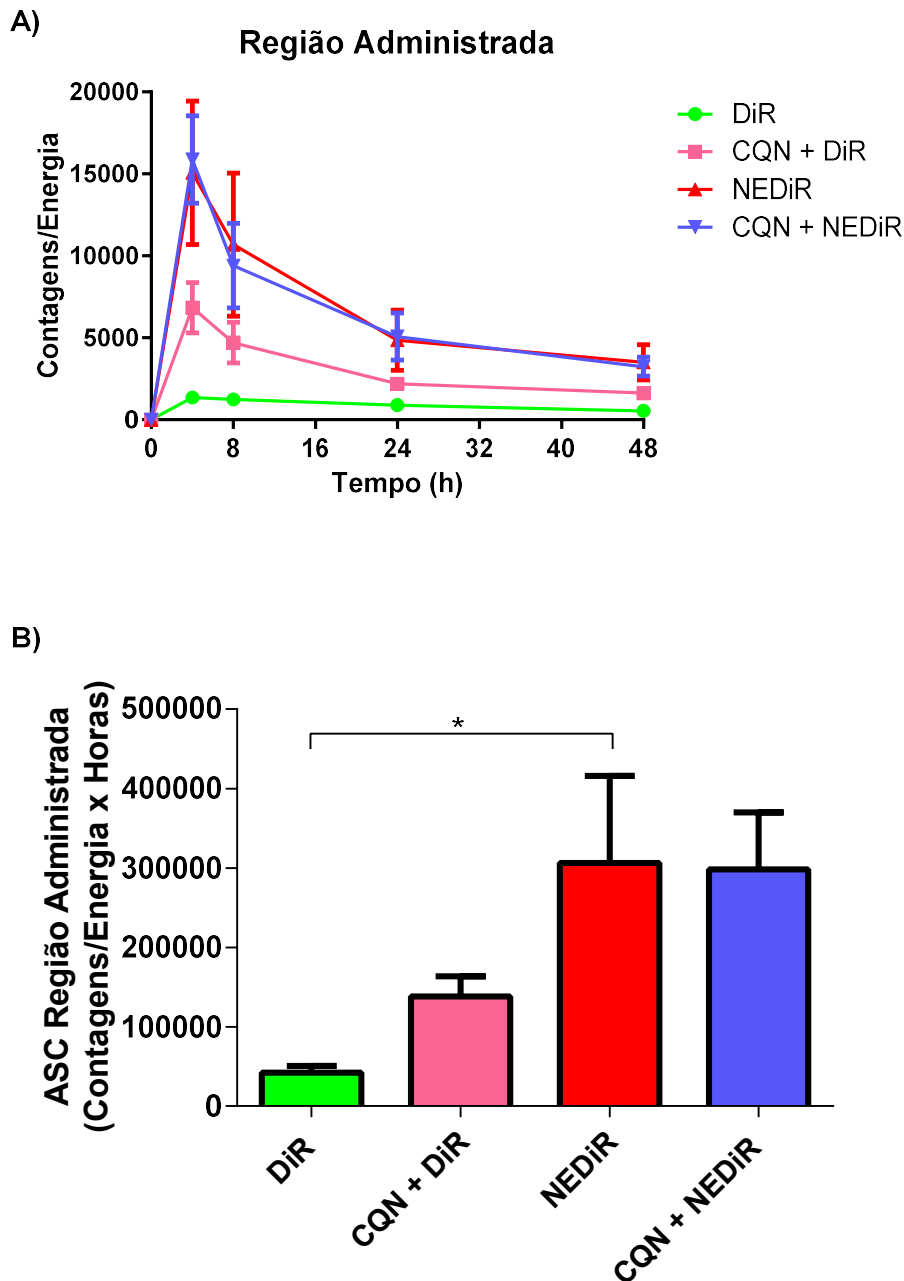 A)
Região Administrada
20000
15000
10000
5000
0
Contagens/Energia
0 8 16 24 32 40 48
Tempo (h)
DiR
CQN + DiR
NEDiR
CQN + NEDiR
B)
ASC Região Administrada
(Contagens/Energia x Horas)
500000
400000
300000
200000
100000
0
*
DiR
CQN + DiR
NEDiR
CQN + NEDiR